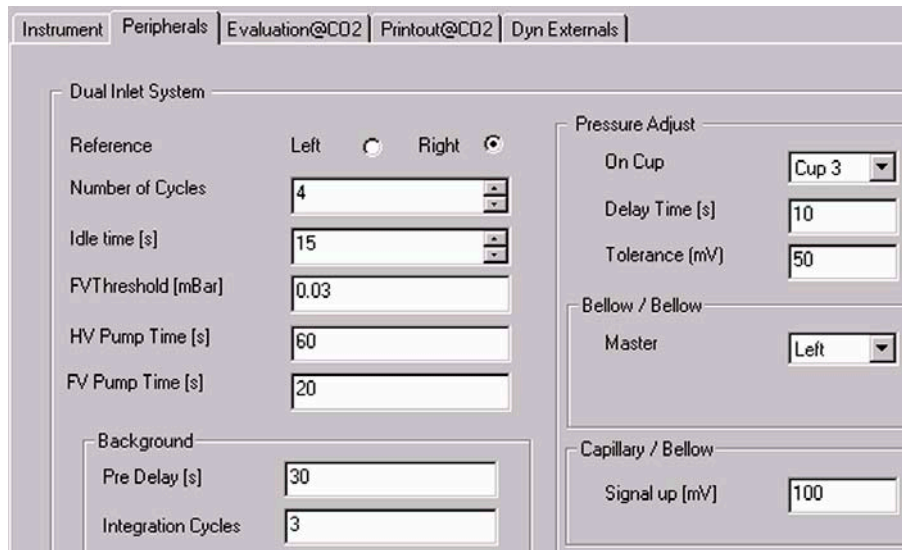 Instrument Peripherals Evaluation@CO2 Printout@CO2 Dyn Externals
Dual Inlet System
Reference Left Right
Number of Cycles 4
Idle time [s] 15
FVThreshold [mBar] 0.03
HV Pump Time [s] 60
FV Pump Time [s] 20
Background
Pre Delay [s] 30
Integration Cycles 3
Pressure Adjust
On Cup Cup 3
Delay Time [s] 10
Tolerance (mV) 50
Bellow / Bellow
Master Left
Capillary / Bellow
Signal up [mV] 100